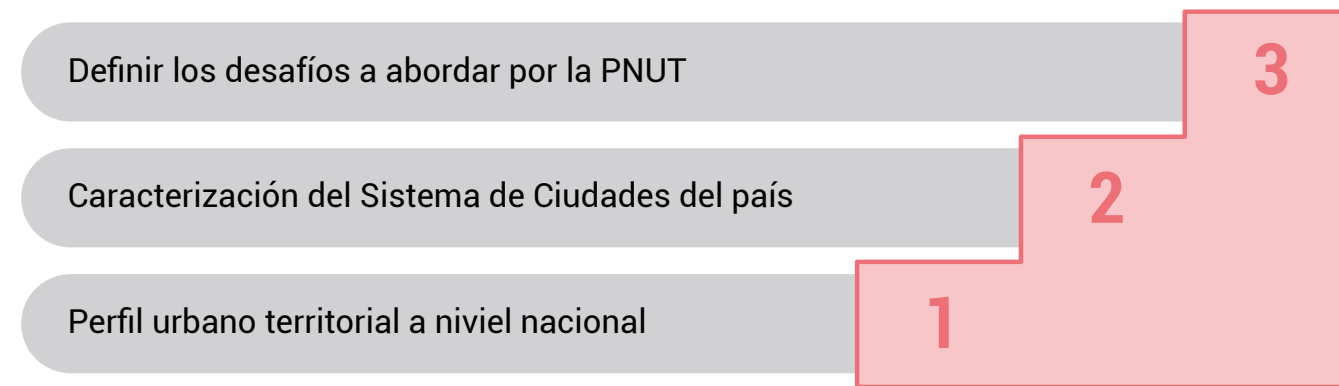 Definir los desafíos a abordar por la PNUT
3
Caracterización del Sistema de Ciudades del país
2
Perfil urbano territorial a niviel nacional
1